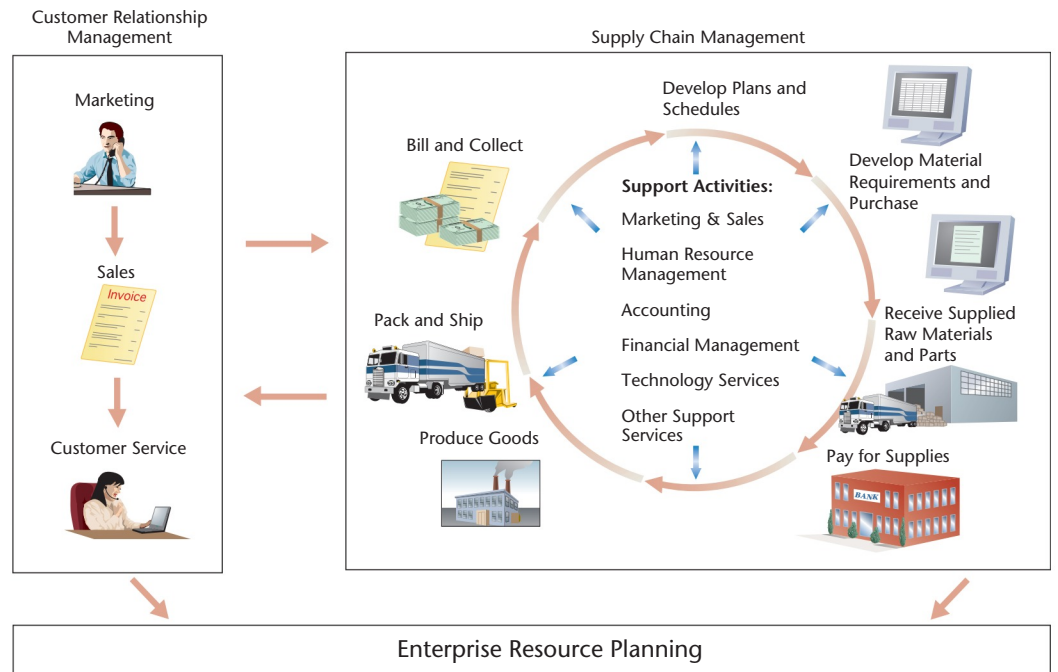 Customer Relationship
Management
Marketing
Sales
Invoice
Customer Service
Supply Chain Management
Develop Plans and
Schedules
Develop Material
Requirements and
Purchase
Receive Supplied
Raw Materials
and Parts
Pay for Supplies
BANK
Produce Goods
Pack and Ship
Bill and Collect
Support Activities:
Marketing & Sales
Human Resource
Management
Accounting
Financial Management
Technology Services
Other Support
Services
Enterprise Resource Planning